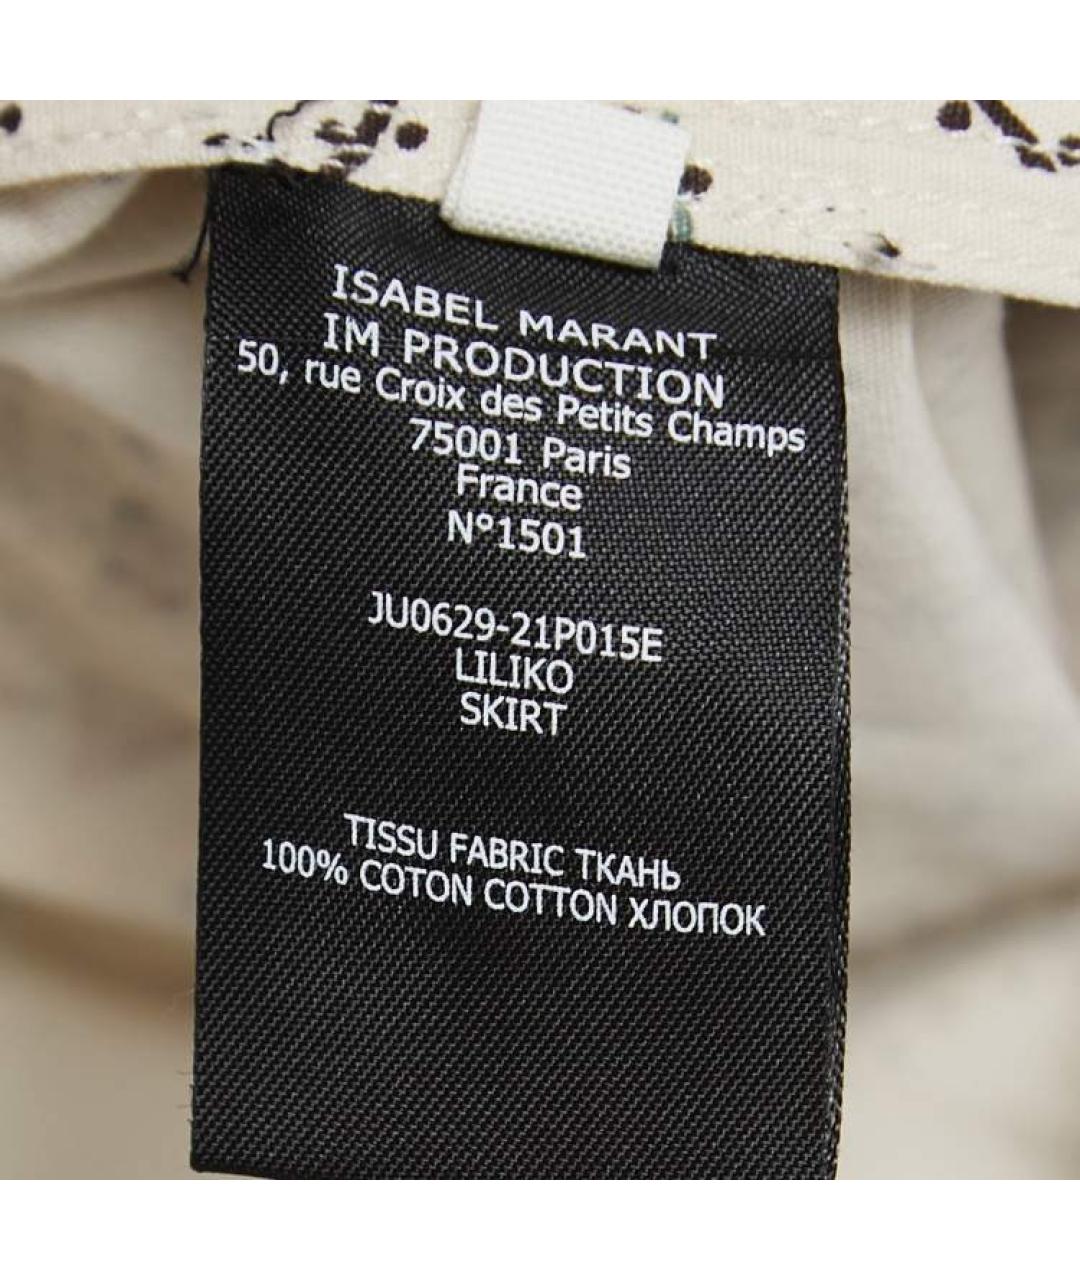 ISABEL MARANT
IM PRODUCTION
50, rue Croix des Petits Champs
75001 Paris
France
N°1501
JU0629-21P015E
LILIKO
SKIRT
TISSU FABRIC ТКАНЬ
100% COTON COTTON ХЛОПОК